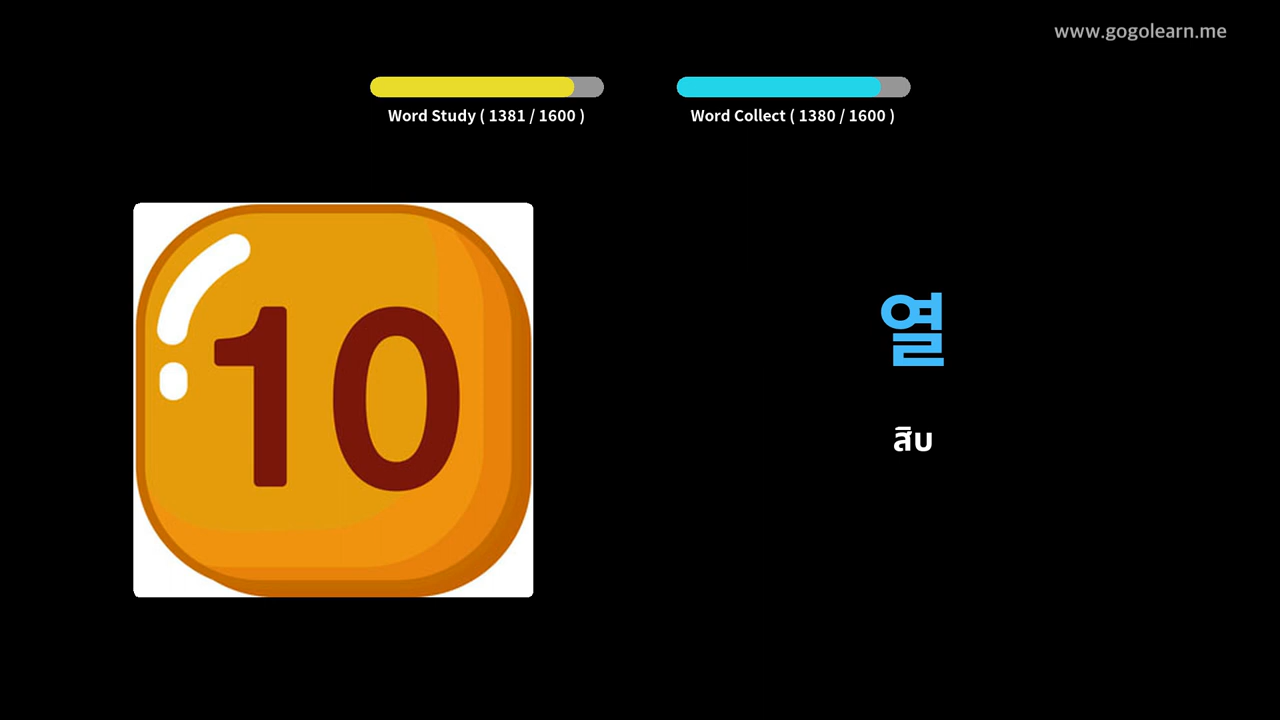 www.gogolearn.me
Word Study ( 1381 / 1600 )
Word Collect ( 1380 / 1600 )
10
열
สิบ